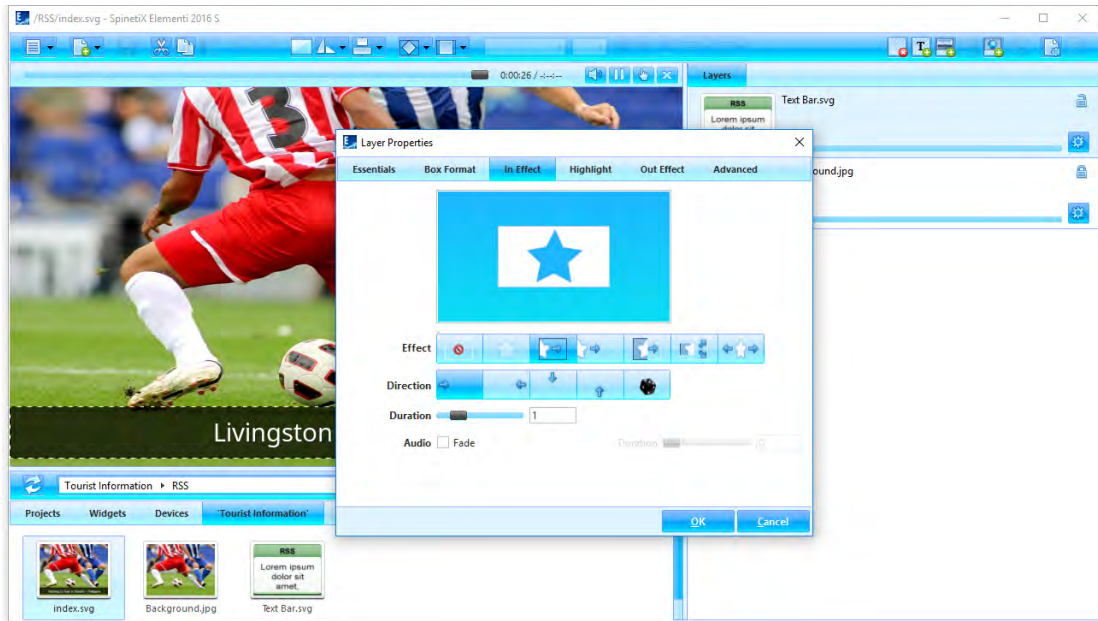 /RSS/index.svg - SpinetiX Elementi 2016 S
0:00:26 / -:--:--
Layers
RSS
Lorem ipsum
dolor sit
Text Bar.svg
Layer Properties
Essentials Box Format In Effect Highlight Out Effect Advanced
ound.jpg
3
Effect
Direction
Duration 1
Audio Fade Duration
Livingston
Tourist Information RSS
Projects Widgets Devices 'Tourist Information'
OK Cancel
RSS
Lorem ipsum
dolor sit
amet,
index.svg Background.jpg Text Bar.svg